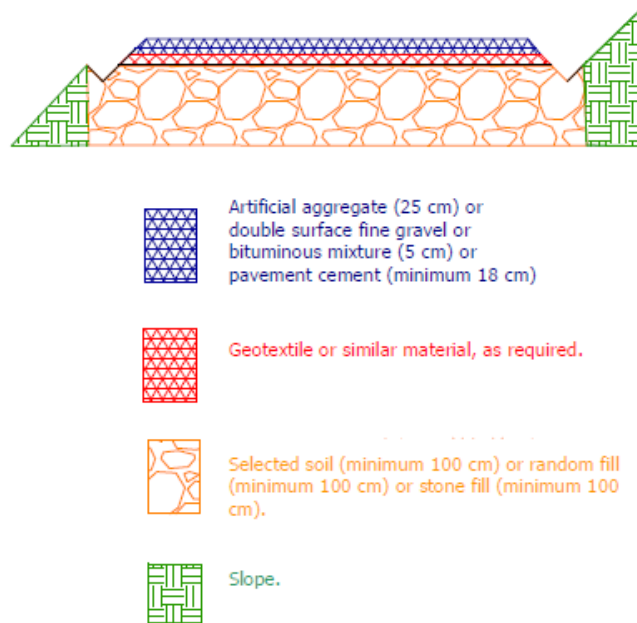 Artificial aggregate (25 cm) or
double surface fine gravel or
bituminous mixture (5 cm) or
pavement cement (minimum 18 cm)
Geotextile or similar material, as required.
Selected soil (minimum 100 cm) or random fill
(minimum 100 cm) or stone fill (minimum 100
cm).
Slope.